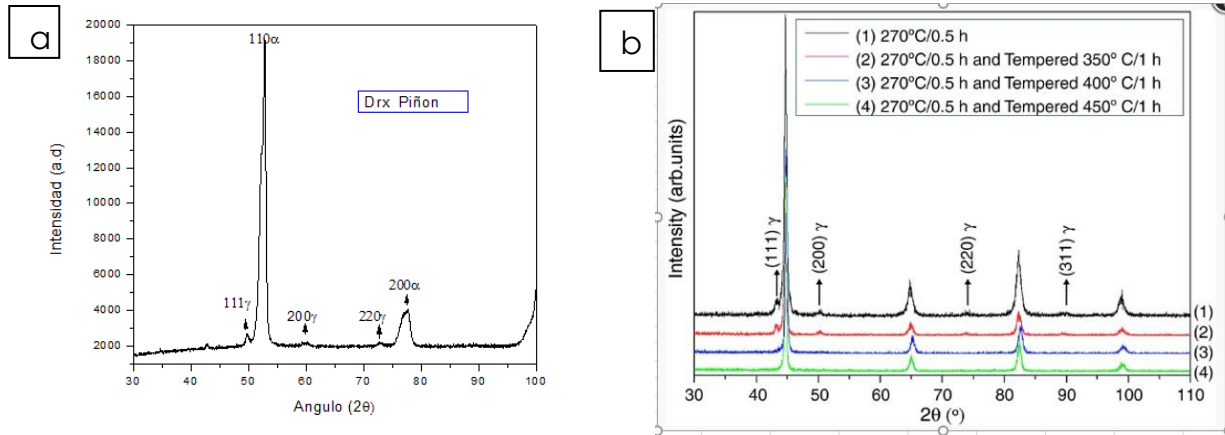 a
20000
18000
16000
14000
12000
10000
8000
6000
4000
2000
Intensidad (a.d)
110α
Drx Piñon
111γ
200γ
220γ
200α
30 40 50 60 70 80 90 100
Angulo (2θ)
b
(1) 270ºC/0.5 h
(2) 270ºC/0.5 h and Tempered 350º C/1 h
(3) 270ºC/0.5 h and Tempered 400º C/1 h
(4) 270ºC/0.5 h and Tempered 450º C/1 h
Intensity (arb.units)
(111) γ
(200) γ
(220) γ
(311) γ
(1)
(2)
(3)
(4)
30 40 50 60 70 80 90 100 110
2θ (º)